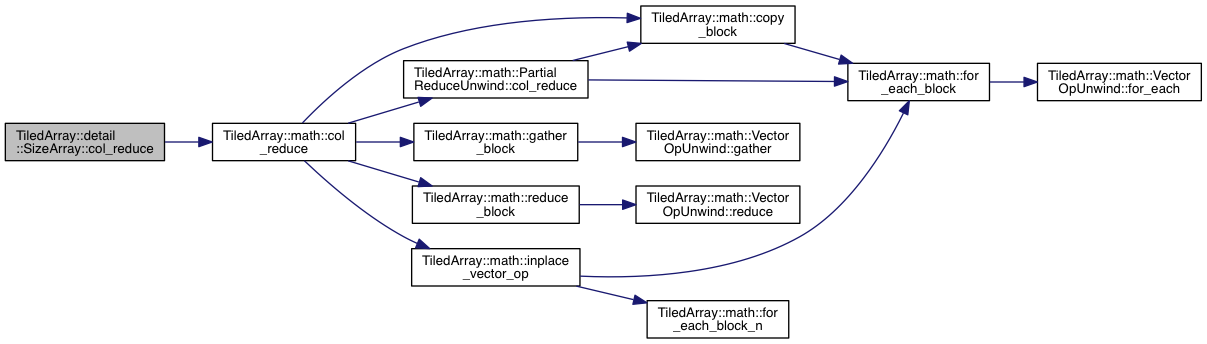 TiledArray::detail
::SizeArray::col_reduce
TiledArray::math::col
_reduce
TiledArray::math::copy
_block
TiledArray::math::Partial
ReduceUnwind::col_reduce
TiledArray::math::gather
_block
TiledArray::math::reduce
_block
TiledArray::math::inplace
_vector_op
TiledArray::math::Vector
OpUnwind::gather
TiledArray::math::Vector
OpUnwind::reduce
TiledArray::math::for
_each_block_n
TiledArray::math::for
_each_block
TiledArray::math::Vector
OpUnwind::for_each